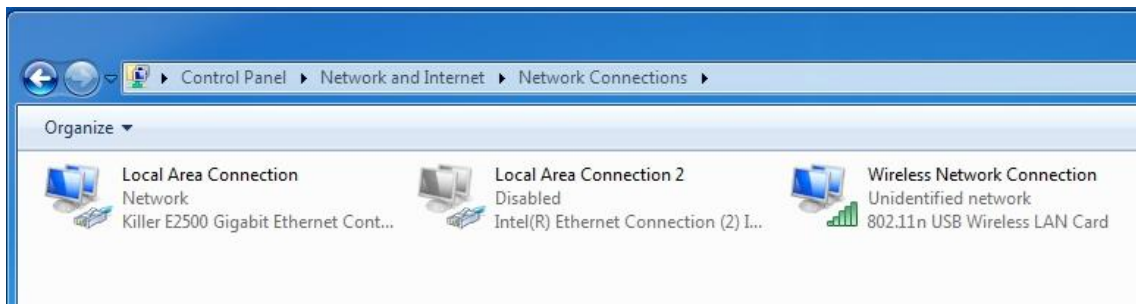 Control Panel ▸ Network and Internet ▸ Network Connections ▸
Organize ▾
Local Area Connection
Network
Killer E2500 Gigabit Ethernet Cont...
Local Area Connection 2
Disabled
Intel(R) Ethernet Connection (2) I...
Wireless Network Connection
Unidentified network
802.11n USB Wireless LAN Card